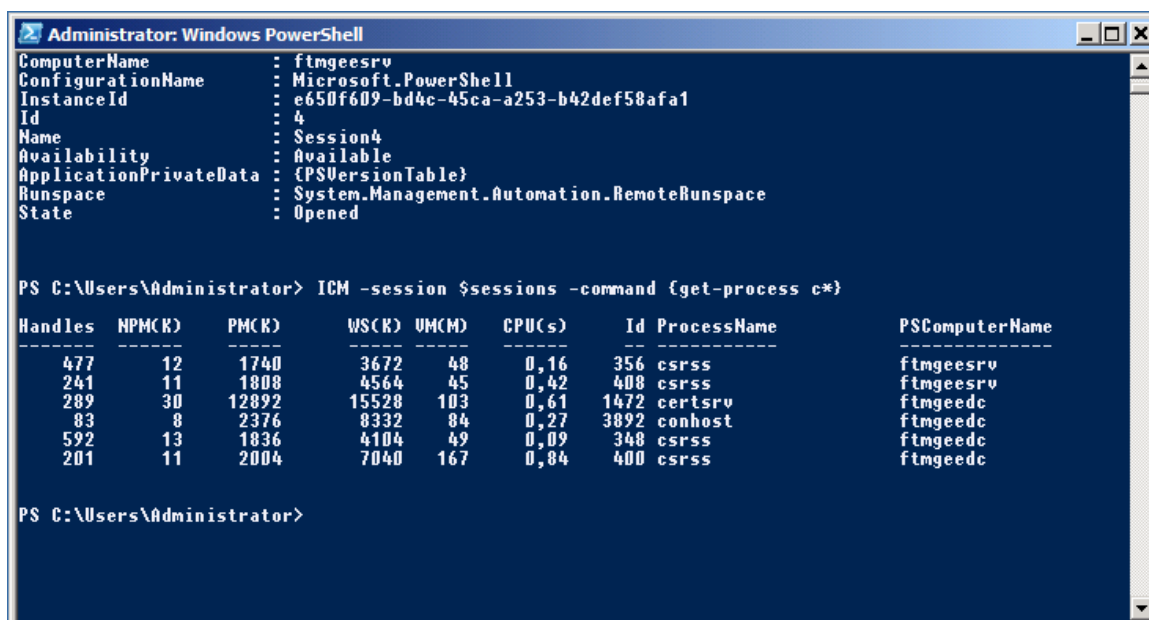 Administrator: Windows PowerShell
ComputerName : ftmgeesrv
ConfigurationName : Microsoft.PowerShell
InstanceId : e650f609-bd4c-45ca-a253-b42def58afa1
Id : 4
Name : Session4
Availability : Available
ApplicationPrivateData : {PSVersionTable}
Runspace : System.Management.Automation.RemoteRunspace
State : Opened
PS C:\Users\Administrator> ICM -session $sessions -command {get-process c*}
Handles NPM(K) PM(K) WS(K) VM(M) CPU(s) Id ProcessName PSComputerName
------- ------ ----- ----- ----- ------ -- ----------- --------------
477 12 1740 3672 48 0,16 356 csrss ftmgeesrv
241 11 1808 4564 45 0,42 408 csrss ftmgeesrv
289 30 12892 15528 103 0,61 1472 certsrv ftmgeedc
83 8 2376 8332 84 0,27 3892 conhost ftmgeedc
592 13 1836 4104 49 0,09 348 csrss ftmgeedc
201 11 2004 7040 167 0,84 400 csrss ftmgeedc
PS C:\Users\Administrator>